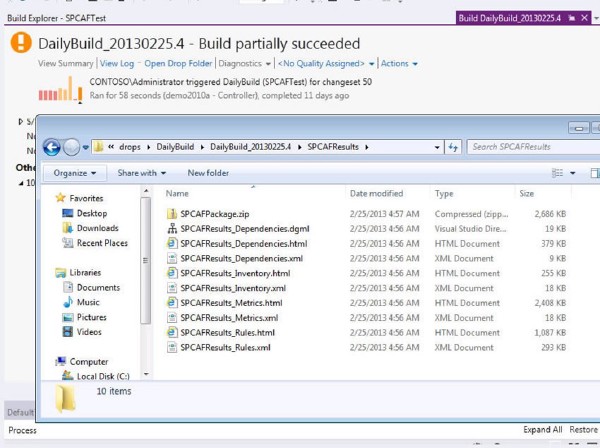 Build Explorer - SPCAFTest
Build DailyBuild_20130225.4
DailyBuild_20130225.4 - Build partially succeeded
View Summary | View Log - Open Drop Folder | Diagnostics | <No Quality Assigned> | Actions
CONTOSO\Administrator triggered DailyBuild (SPCAFTest) for changeset 50
Ran for 58 seconds (demo2010a - Controller), completed 11 days ago
« drops DailyBuild DailyBuild_20130225.4 SPCAFResults Search SPCAFResults
Organize Share with New folder
Name Date modified Type Size
Favorites
Desktop
Downloads
Recent Places
Libraries
Documents
Music
Pictures
Videos
Computer
Local Disk (C:)
SPCAFPackage.zip 2/25/2013 4:57 AM Compressed (zipp... 2,686 KB
SPCAFResults_Dependencies.dgml 2/25/2013 4:56 AM Visual Studio Dire... 19 KB
SPCAFResults_Dependencies.html 2/25/2013 4:56 AM HTML Document 379 KB
SPCAFResults_Dependencies.xml 2/25/2013 4:56 AM XML Document 9 KB
SPCAFResults_Inventory.html 2/25/2013 4:56 AM HTML Document 255 KB
SPCAFResults_Inventory.xml 2/25/2013 4:56 AM XML Document 18 KB
SPCAFResults_Metrics.html 2/25/2013 4:56 AM HTML Document 2,408 KB
SPCAFResults_Metrics.xml 2/25/2013 4:56 AM XML Document 18 KB
SPCAFResults_Rules.html 2/25/2013 4:56 AM HTML Document 1,087 KB
SPCAFResults_Rules.xml 2/25/2013 4:56 AM XML Document 293 KB
10 items
Default
Process Expand All Restore